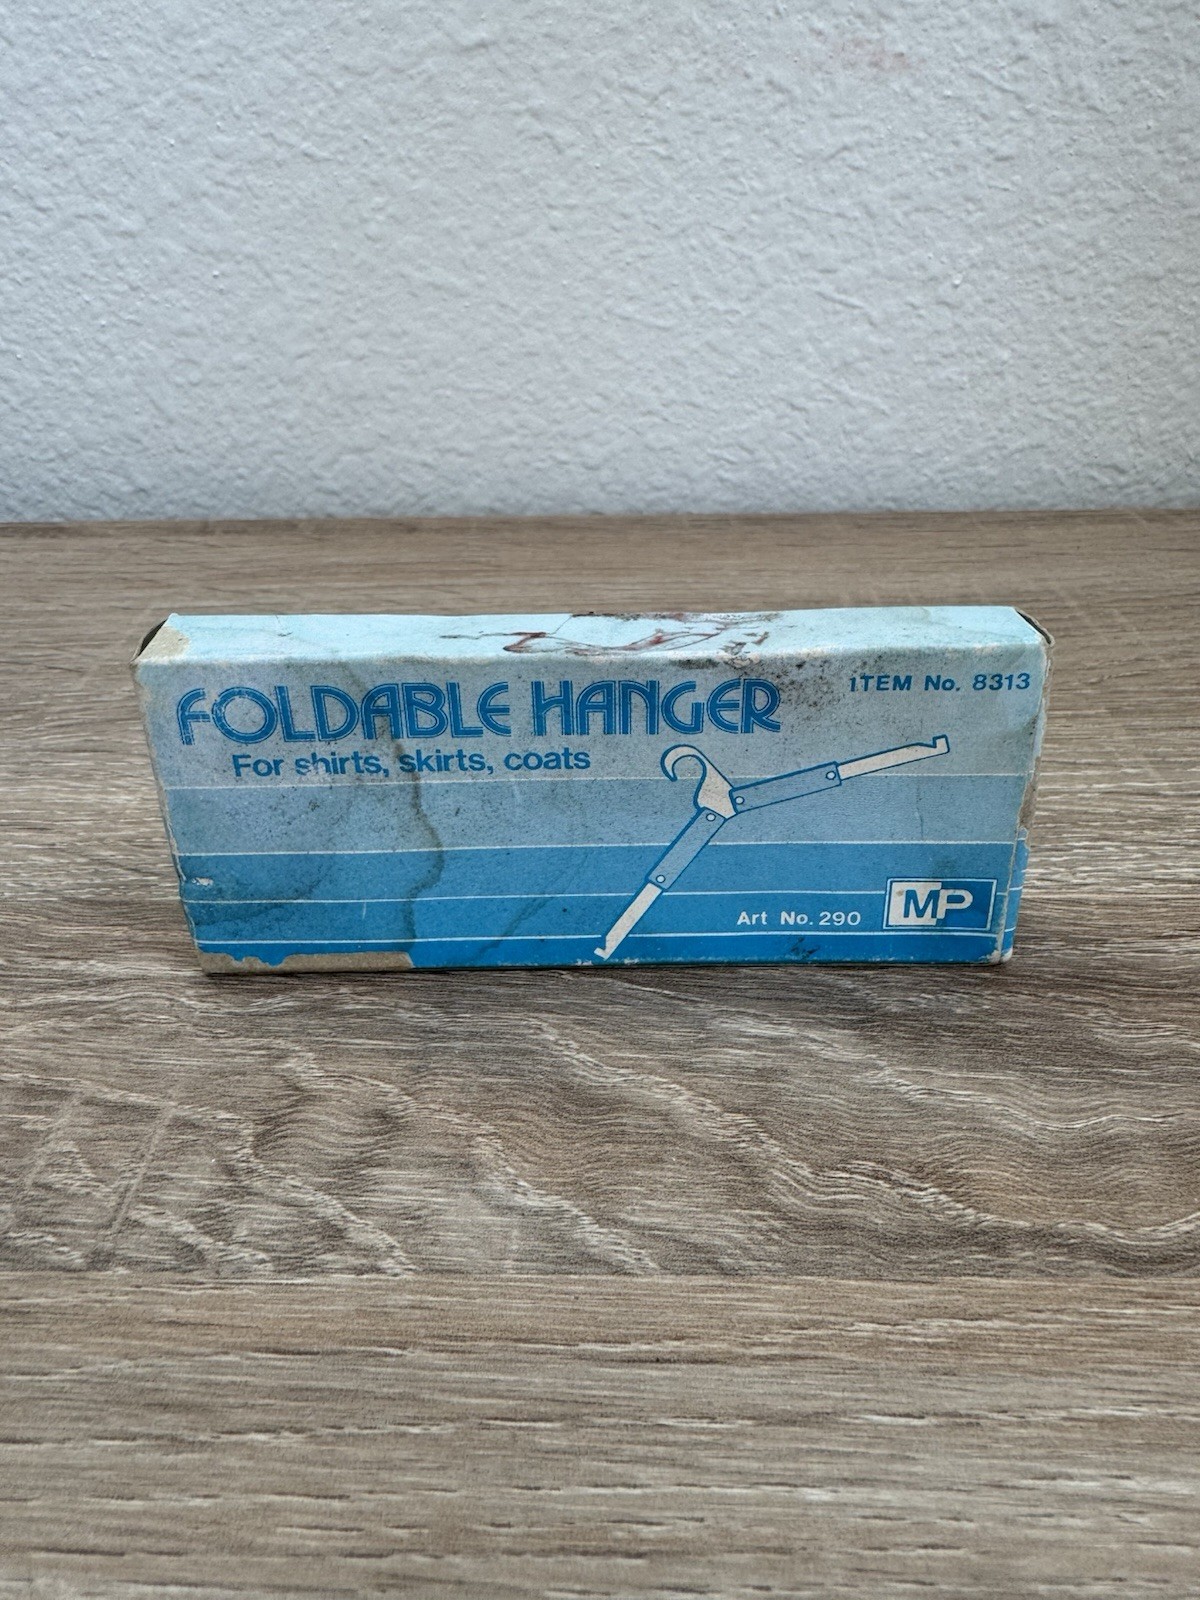 FOLDABLE HANGER
ITEM No. 8313
For shirts, skirts, coats
Art No. 290
MP